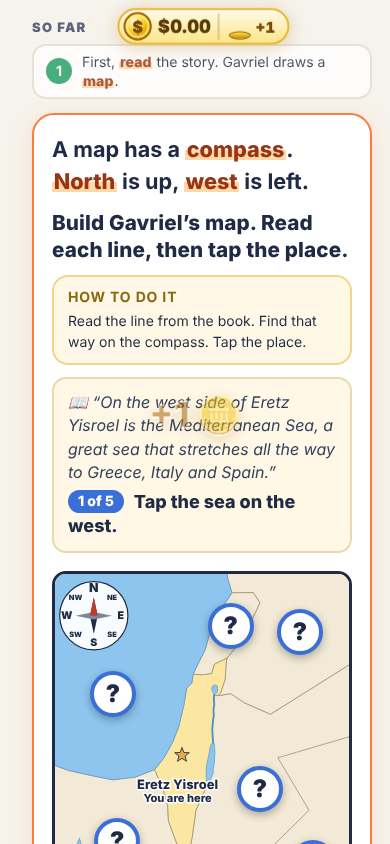 SO FAR
$ $0.00 +1
1 First, read the story. Gavriel draws a
map.
A map has a compass.
North is up, west is left.
Build Gavriel’s map. Read
each line, then tap the place.
HOW TO DO IT
Read the line from the book. Find that
way on the compass. Tap the place.
📖 “On the west side of Eretz
Yisroel is the Mediterranean Sea, a
great sea that stretches all the way
to Greece, Italy and Spain.”
+1
1 of 5 Tap the sea on the
west.
N
NW NE
W E
SW SE
S
? ?
?
Eretz Yisroel
You are here
?
?